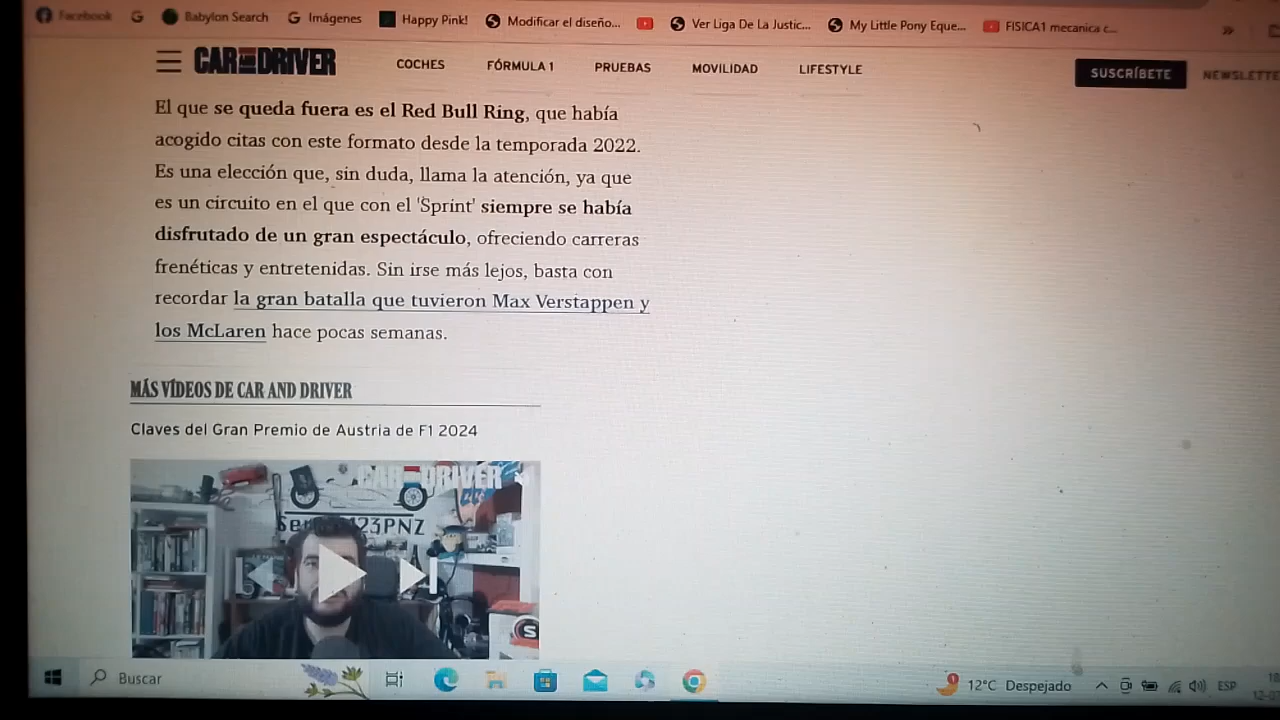 Facebook
Babylon Search
Imágenes
Happy Pink!
Modificar el diseño...
Ver Liga De La Justic...
My Little Pony Eque...
FISICA1 mecanica c...
CAR AND DRIVER
COCHES
FÓRMULA 1
PRUEBAS
MOVILIDAD
LIFESTYLE
SUSCRÍBETE
NEWSLETTE
El que se queda fuera es el Red Bull Ring, que había
acogido citas con este formato desde la temporada 2022.
Es una elección que, sin duda, llama la atención, ya que
es un circuito en el que con el 'Sprint' siempre se había
disfrutado de un gran espectáculo, ofreciendo carreras
frenéticas y entretenidas. Sin irse más lejos, basta con
recordar la gran batalla que tuvieron Max Verstappen y
los McLaren hace pocas semanas.
MÁS VÍDEOS DE CAR AND DRIVER
Claves del Gran Premio de Austria de F1 2024
CAR AND DRIVER
123PNZ
Buscar
12°C Despejado
ESP